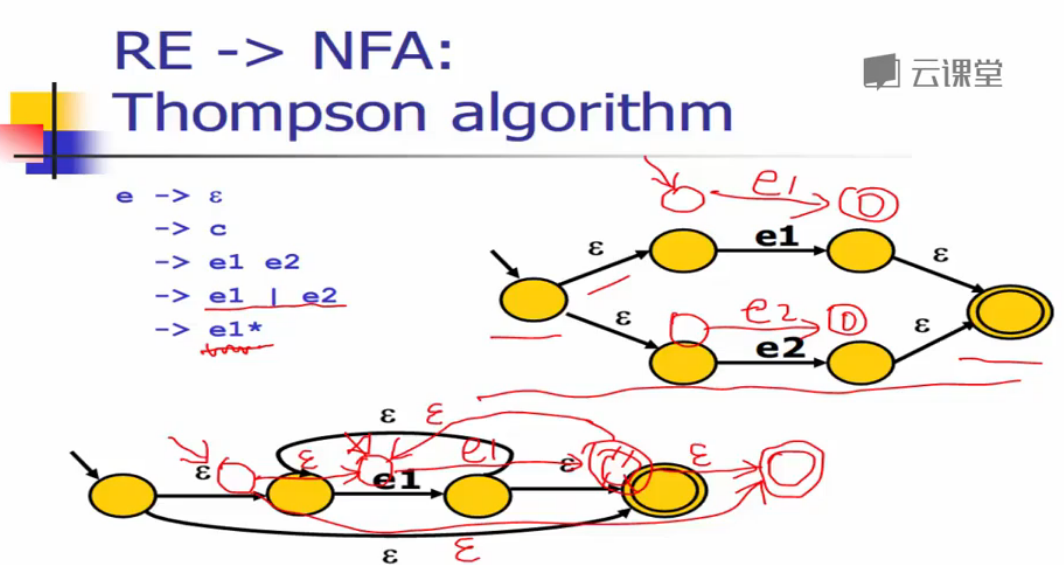 RE -> NFA:
Thompson algorithm
云课堂
e -> ε
-> c
-> e1 e2
-> e1 | e2
-> e1*
e1
ε e1 ε
ε e2 ε
e2
ε ε
ε ε e1 ε ε
e1
ε ε